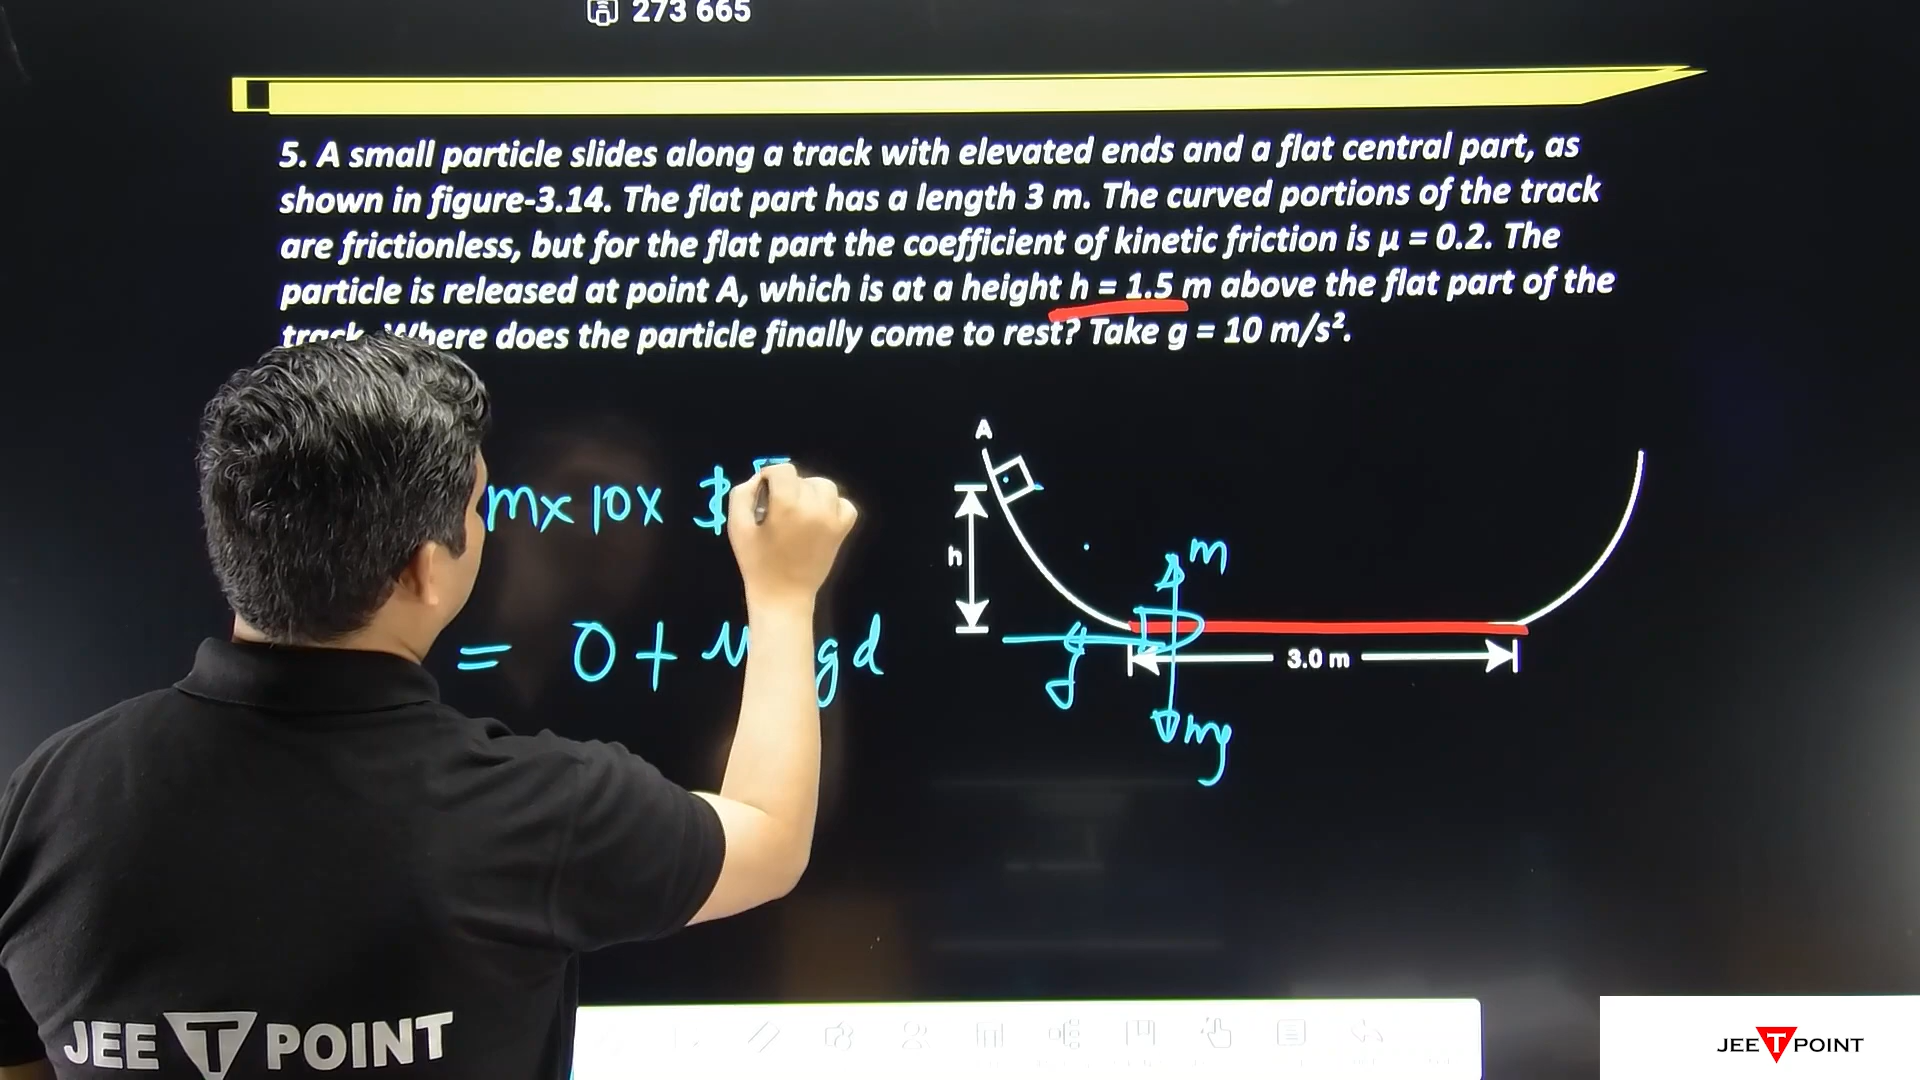 273 665
5. A small particle slides along a track with elevated ends and a flat central part, as
shown in figure-3.14. The flat part has a length 3 m. The curved portions of the track
are frictionless, but for the flat part the coefficient of kinetic friction is μ = 0.2. The
particle is released at point A, which is at a height h = 1.5 m above the flat part of the
track. Where does the particle finally come to rest? Take g = 10 m/s².
A
mx 10x
h
m
= 0 + gd
3.0 m
mg
JEE T POINT
JEE T POINT